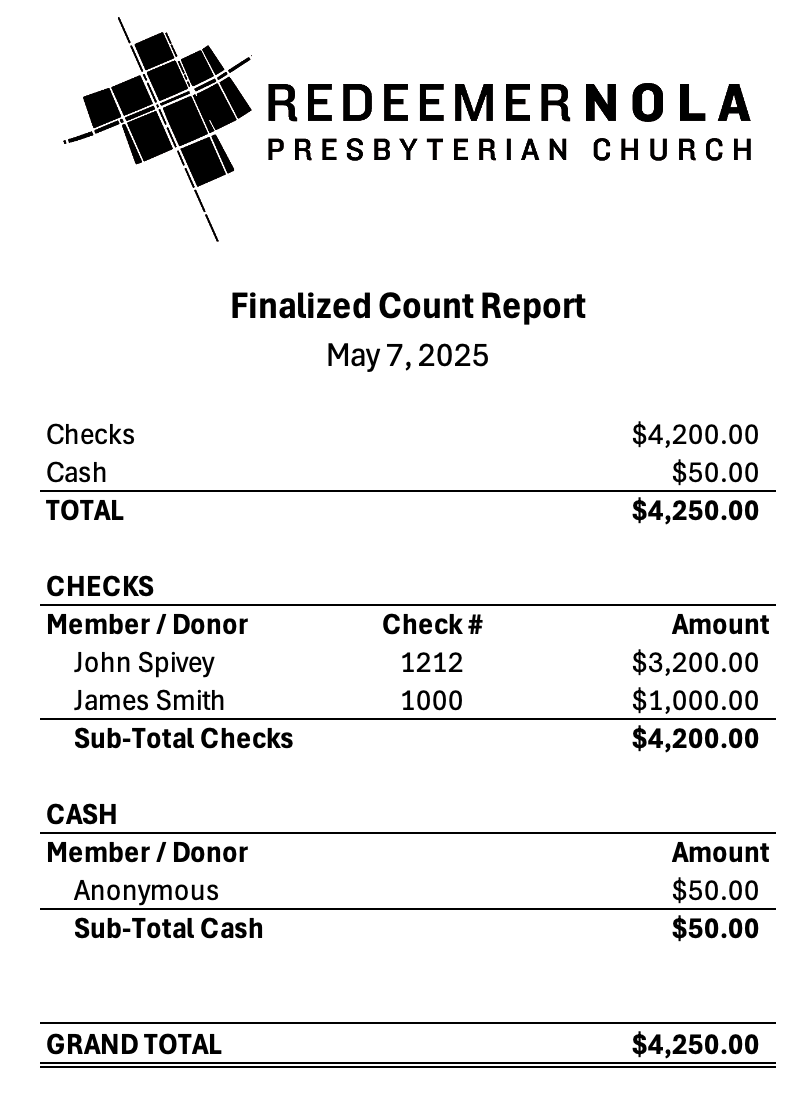 REDEEMERNOLA
PRESBYTERIAN CHURCH
Finalized Count Report
May 7, 2025
Checks $4,200.00
Cash $50.00
TOTAL $4,250.00
CHECKS
Member / Donor Check # Amount
John Spivey 1212 $3,200.00
James Smith 1000 $1,000.00
Sub-Total Checks $4,200.00
CASH
Member / Donor Amount
Anonymous $50.00
Sub-Total Cash $50.00
GRAND TOTAL $4,250.00